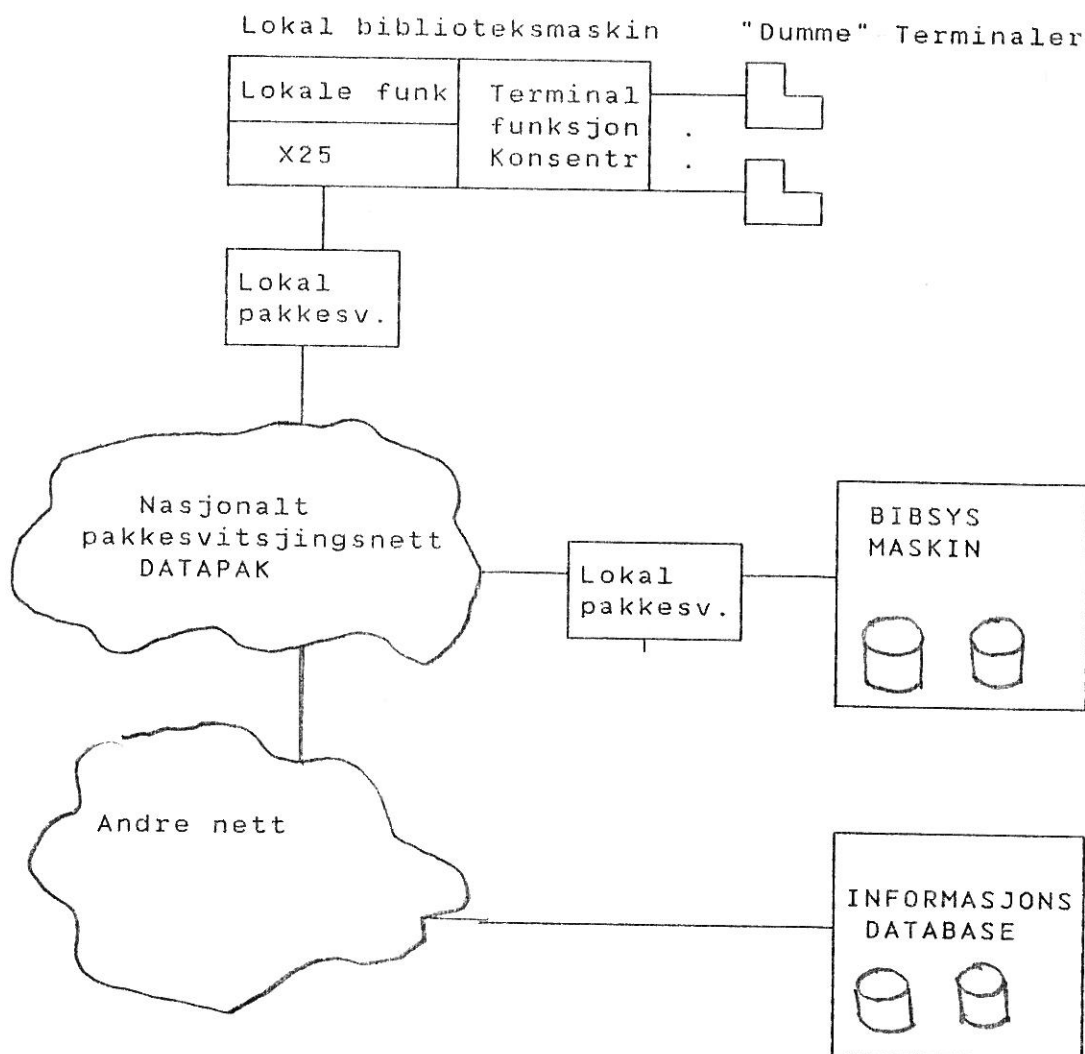 Lokal biblioteksmaskin
"Dumme" Terminaler
Lokale funk
X25
Terminal
funksjon .
Konsentr .
Lokal
pakkesv.
Nasjonalt
pakkesvitsjingsnett
DATAPAK
Lokal
pakkesv.
BIBSYS
MASKIN
Andre nett
INFORMASJONS
DATABASE